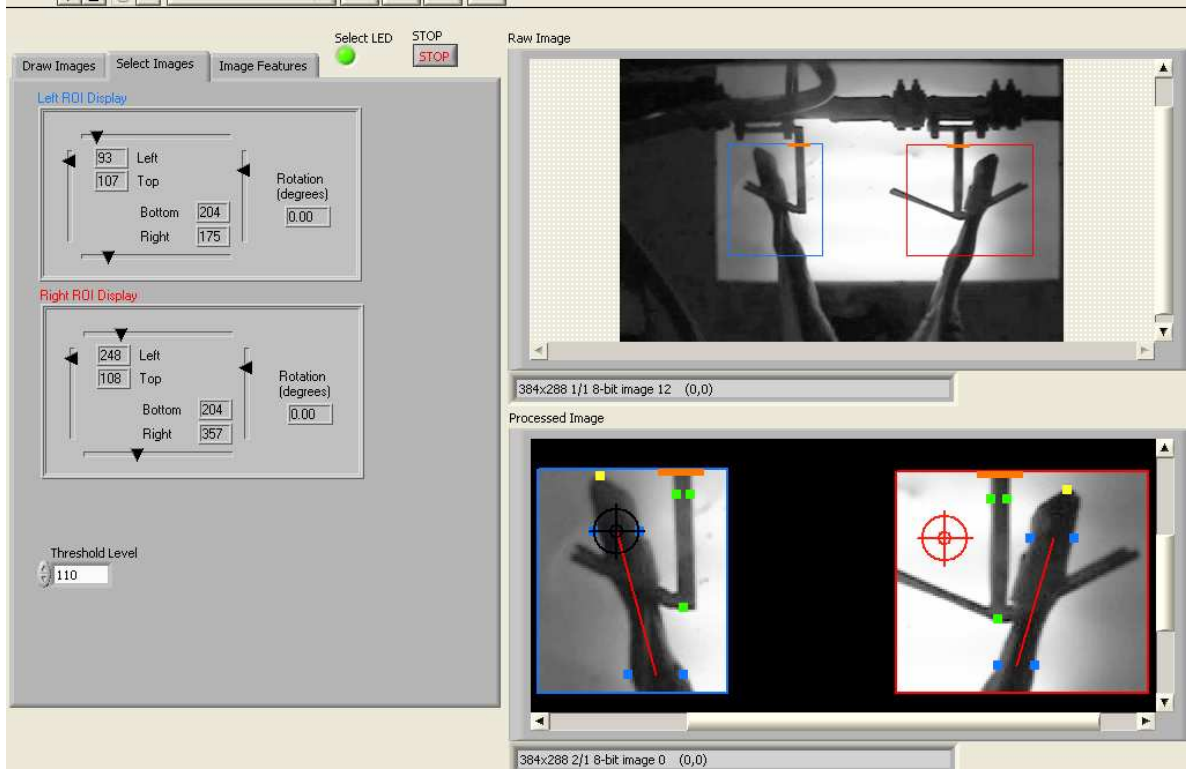 Select LED
STOP
STOP
Draw Images
Select Images
Image Features
Left ROI Display
93 Left
107 Top
Bottom 204
Right 175
Rotation
(degrees)
0.00
Right ROI Display
248 Left
108 Top
Bottom 204
Right 357
Rotation
(degrees)
0.00
Threshold Level
110
Raw Image
384x288 1/1 8-bit image 12 (0,0)
Processed Image
384x288 2/1 8-bit image 0 (0,0)